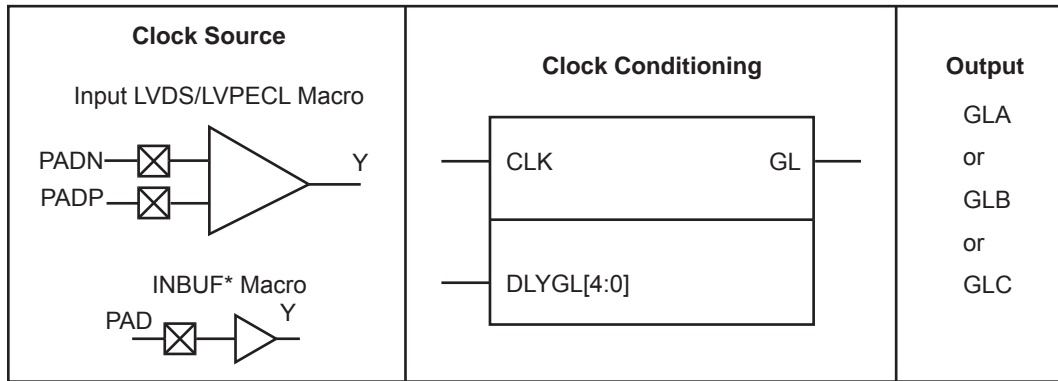 Clock Source
Input LVDS/LVPECL Macro
PADN
Y
PADP
INBUF* Macro
PAD
Y
Clock Conditioning
CLK
GL
DLYGL[4:0]
Output
GLA
or
GLB
or
GLC